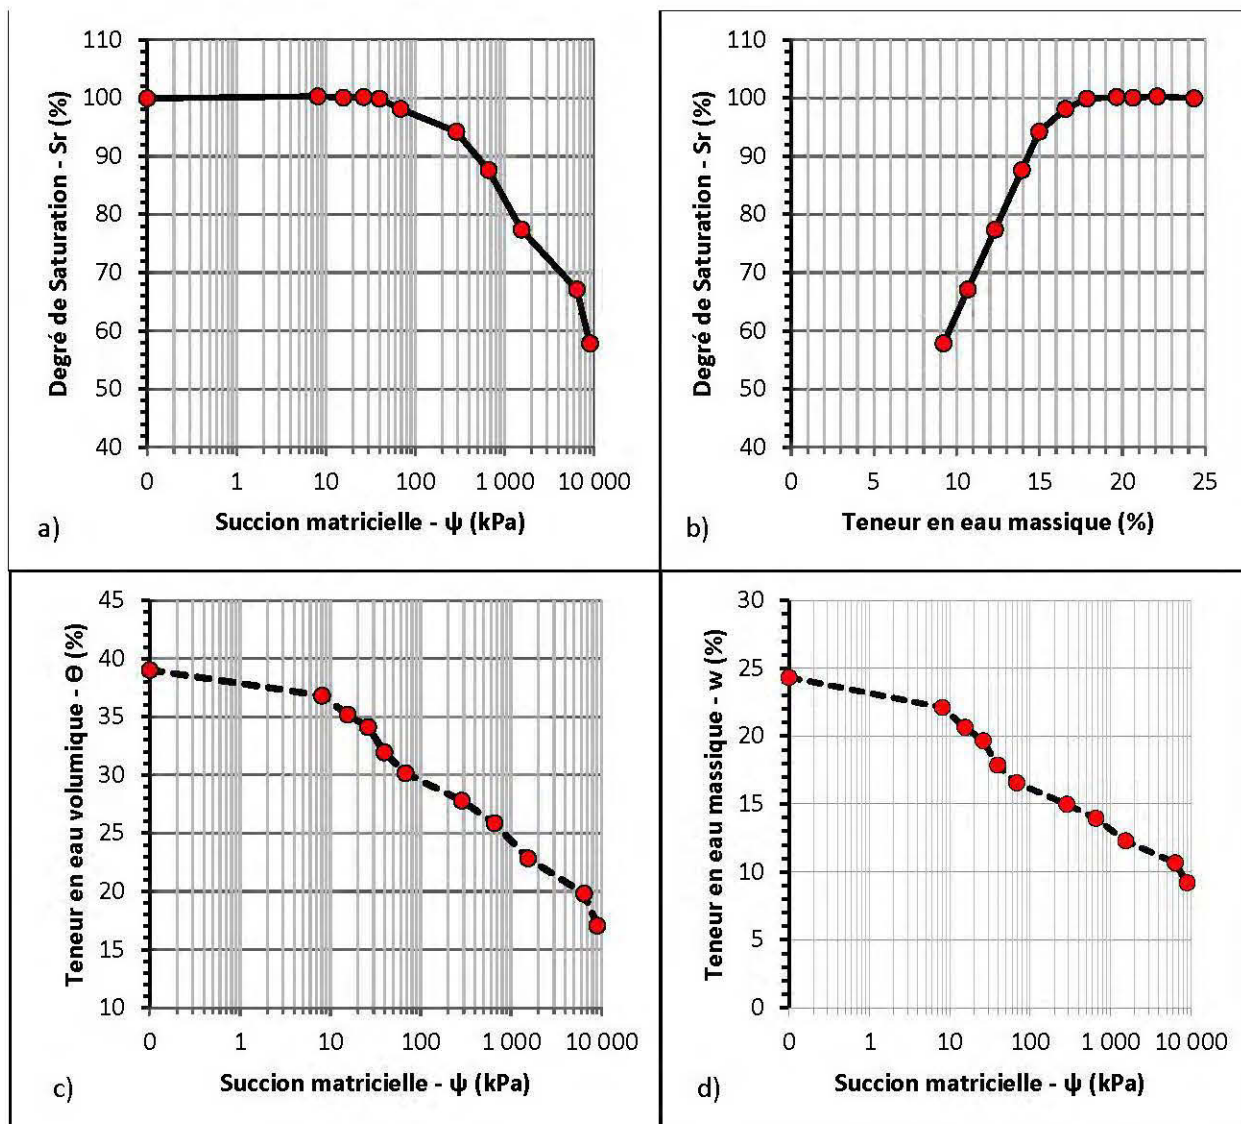 110
100
90
80
70
60
50
40
Degré de Saturation - Sr (%)
0 1 10 100 1 000 10 000
Succion matricielle - ψ (kPa)
a)
110
100
90
80
70
60
50
40
Degré de Saturation - Sr (%)
0 5 10 15 20 25
Teneur en eau massique (%)
b)
45
40
35
30
25
20
15
10
Teneur en eau volumique - Θ (%)
0 1 10 100 1 000 10 000
Succion matricielle - ψ (kPa)
c)
30
25
20
15
10
5
0
Teneur en eau massique - w (%)
0 1 10 100 1 000 10 000
Succion matricielle - ψ (kPa)
d)